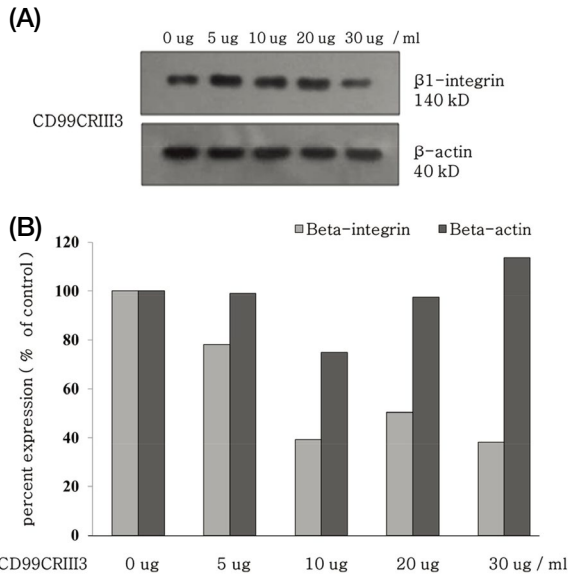 (A)
0 ug 5 ug 10 ug 20 ug 30 ug / ml
β1-integrin
140 kD
CD99CRIII3
β-actin
40 kD
(B)
Beta-integrin Beta-actin
percent expression ( % of control )
120
100
80
60
40
20
0
CD99CRIII3 0 ug 5 ug 10 ug 20 ug 30 ug / ml